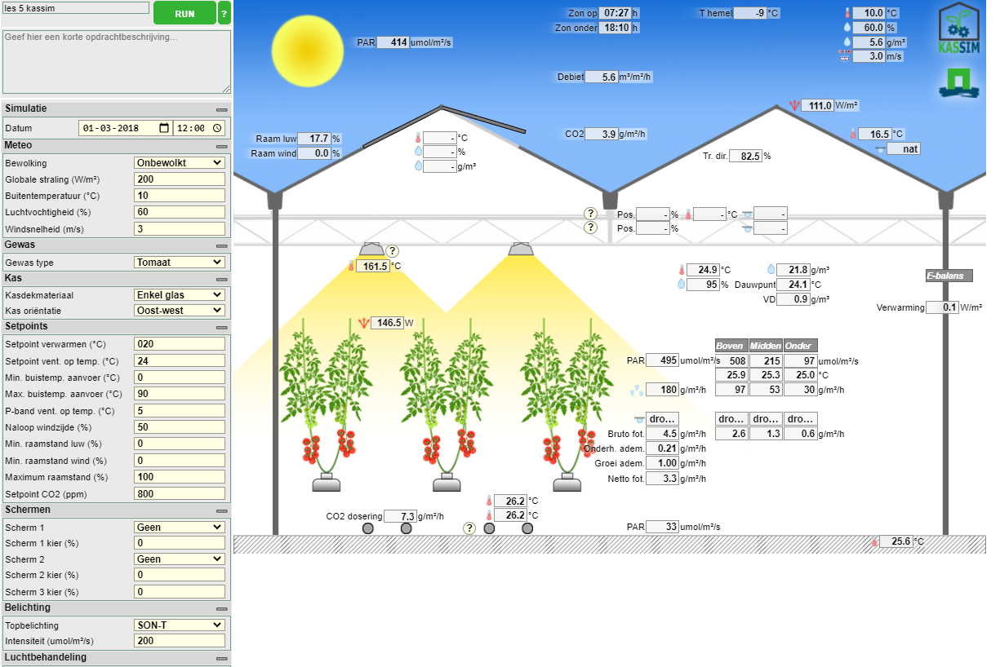 les 5 kassim
RUN
?
Geef hier een korte opdrachtbeschrijving...
Simulatie
Datum 01-03-2018 12:00
Meteo
Bewolking Onbewolkt
Globale straling (W/m²) 200
Buitentemperatuur (°C) 10
Luchtvochtigheid (%) 60
Windsnelheid (m/s) 3
Gewas
Gewas type Tomaat
Kas
Kasdekmateriaal Enkel glas
Kas oriëntatie Oost-west
Setpoints
Setpoint verwarmen (°C) 020
Setpoint vent. op temp. (°C) 24
Min. buistemp. aanvoer (°C) 0
Max. buistemp. aanvoer (°C) 90
P-band vent. op temp. (°C) 5
Naloop windzijde (%) 50
Min. raamstand luw (%) 0
Min. raamstand wind (%) 0
Maximum raamstand (%) 100
Setpoint CO2 (ppm) 800
Schermen
Scherm 1 Geen
Scherm 1 kier (%) 0
Scherm 2 Geen
Scherm 2 kier (%) 0
Scherm 3 kier (%) 0
Belichting
Topbelichting SON-T
Intensiteit (umol/m²/s) 200
Luchtbehandeling
PAR 414 umol/m²/s
Zon op 07:27 h
Zon onder 18:10 h
T hemel -9 °C
10.0 °C
60.0 %
5.6 g/m³
3.0 m/s
KASSIM
Debiet 5.6 m³/m²/h
111.0 W/m²
CO2 3.9 g/m²/h
Raam luw 17.7 %
Raam wind 0.0 %
- °C
- %
- g/m³
Tr. dir. 82.5 %
16.5 °C
nat
? Pos. - % - °C -
? Pos. - % -
?
161.5 °C
24.9 °C 21.8 g/m³
95 % Dauwpunt 24.1 °C
VD 0.9 g/m³
E-balans
Verwarming 0.1 W/m²
146.5 W
Boven Midden Onder
PAR 495 umol/m²/s 508 215 97 umol/m²/s
25.9 25.3 25.0 °C
180 g/m²/h 97 53 30 g/m²/h
dro... dro... dro... dro...
Bruto fot. 4.5 g/m²/h 2.6 1.3 0.6 g/m²/h
Onderh. adem. 0.21 g/m²/h
Groei adem. 1.00 g/m²/h
Netto fot. 3.3 g/m²/h
26.2 °C
CO2 dosering 7.3 g/m²/h 26.2 °C
?
PAR 33 umol/m²/s
25.6 °C